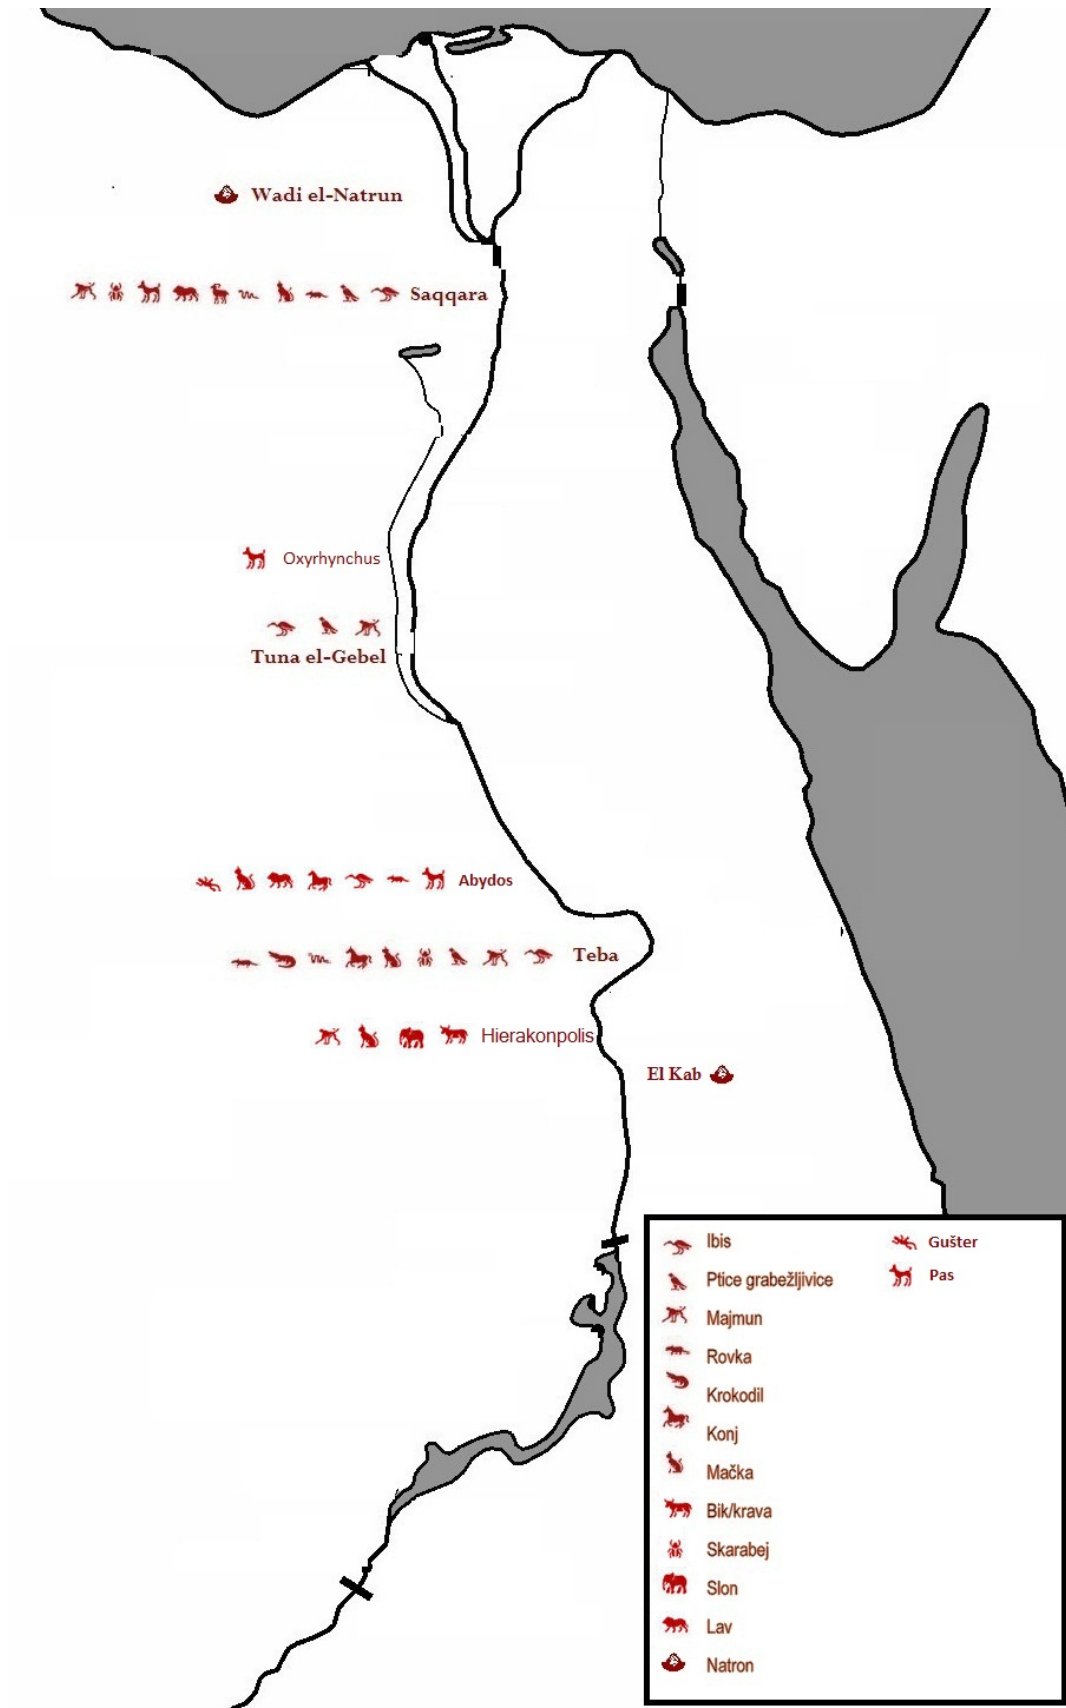 Wadi el-Natrun
Saqqara
Oxyrhynchus
Tuna el-Gebel
Abydos
Teba
Hierakonpolis
El Kab
Ibis
Ptice grabežljivice
Majmun
Rovka
Krokodil
Konj
Mačka
Bik/krava
Skarabej
Slon
Lav
Natron
Gušter
Pas